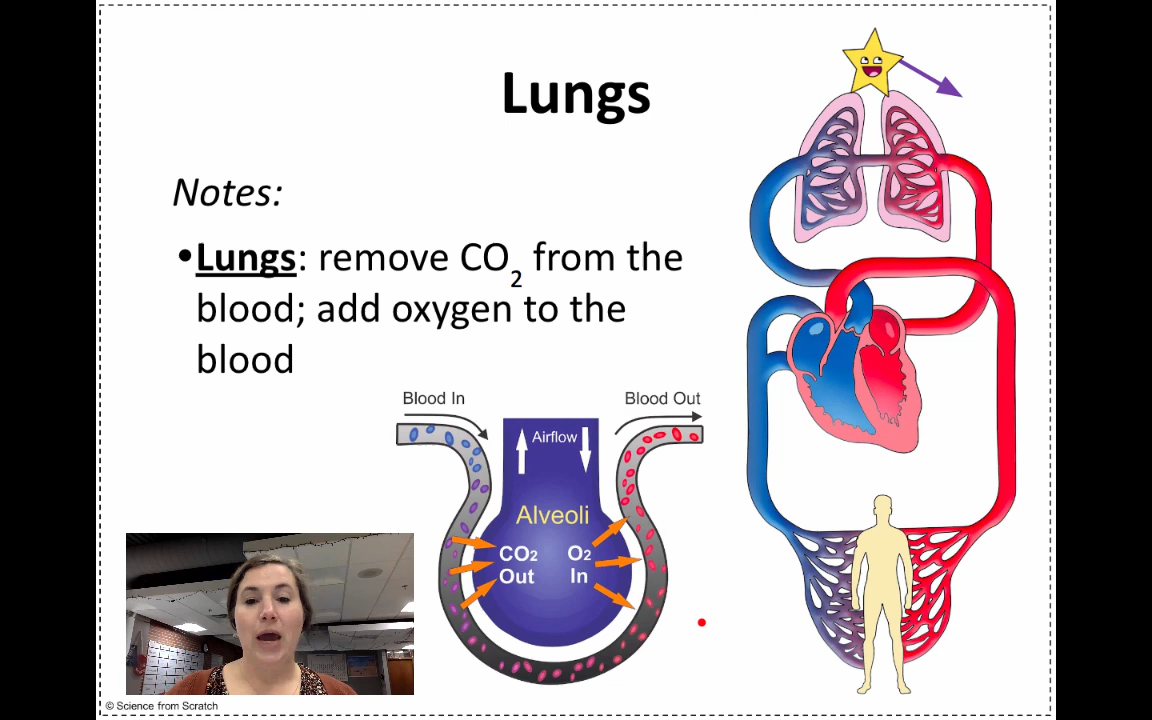 Lungs
Notes:
•Lungs: remove CO₂ from the
blood; add oxygen to the
blood
Blood In
Blood Out
Airflow
Alveoli
CO₂ O₂
Out In
© Science from Scratch